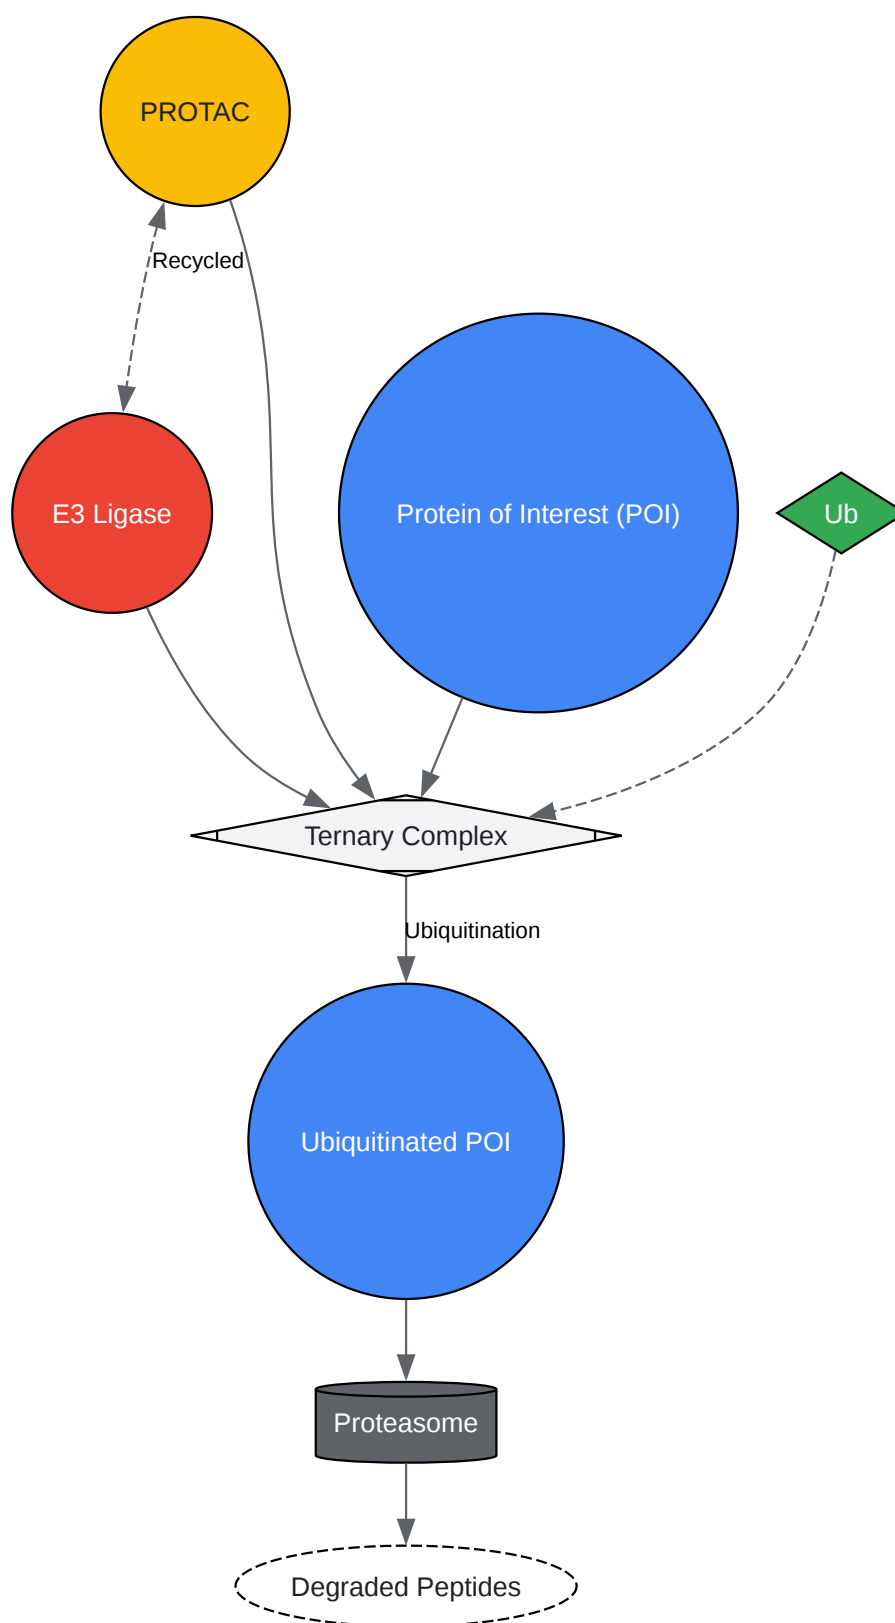 PROTAC
Recycled
E3 Ligase
Protein of Interest (POI)
Ub
Ternary Complex
Ubiquitination
Ubiquitinated POI
Proteasome
Degraded Peptides